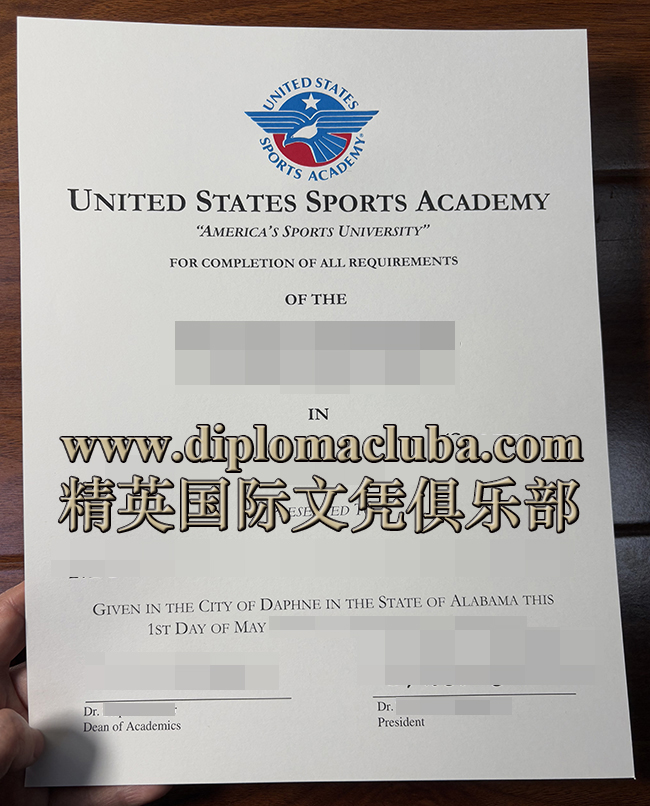 UNITED STATES
SPORTS ACADEMY
UNITED STATES SPORTS ACADEMY
"AMERICA'S SPORTS UNIVERSITY"
FOR COMPLETION OF ALL REQUIREMENTS
OF THE
IN
www.diplomacluba.com
精英国际文凭俱乐部
GIVEN IN THE CITY OF DAPHNE IN THE STATE OF ALABAMA THIS
1ST DAY OF MAY
Dr.
Dean of Academics
Dr.
President